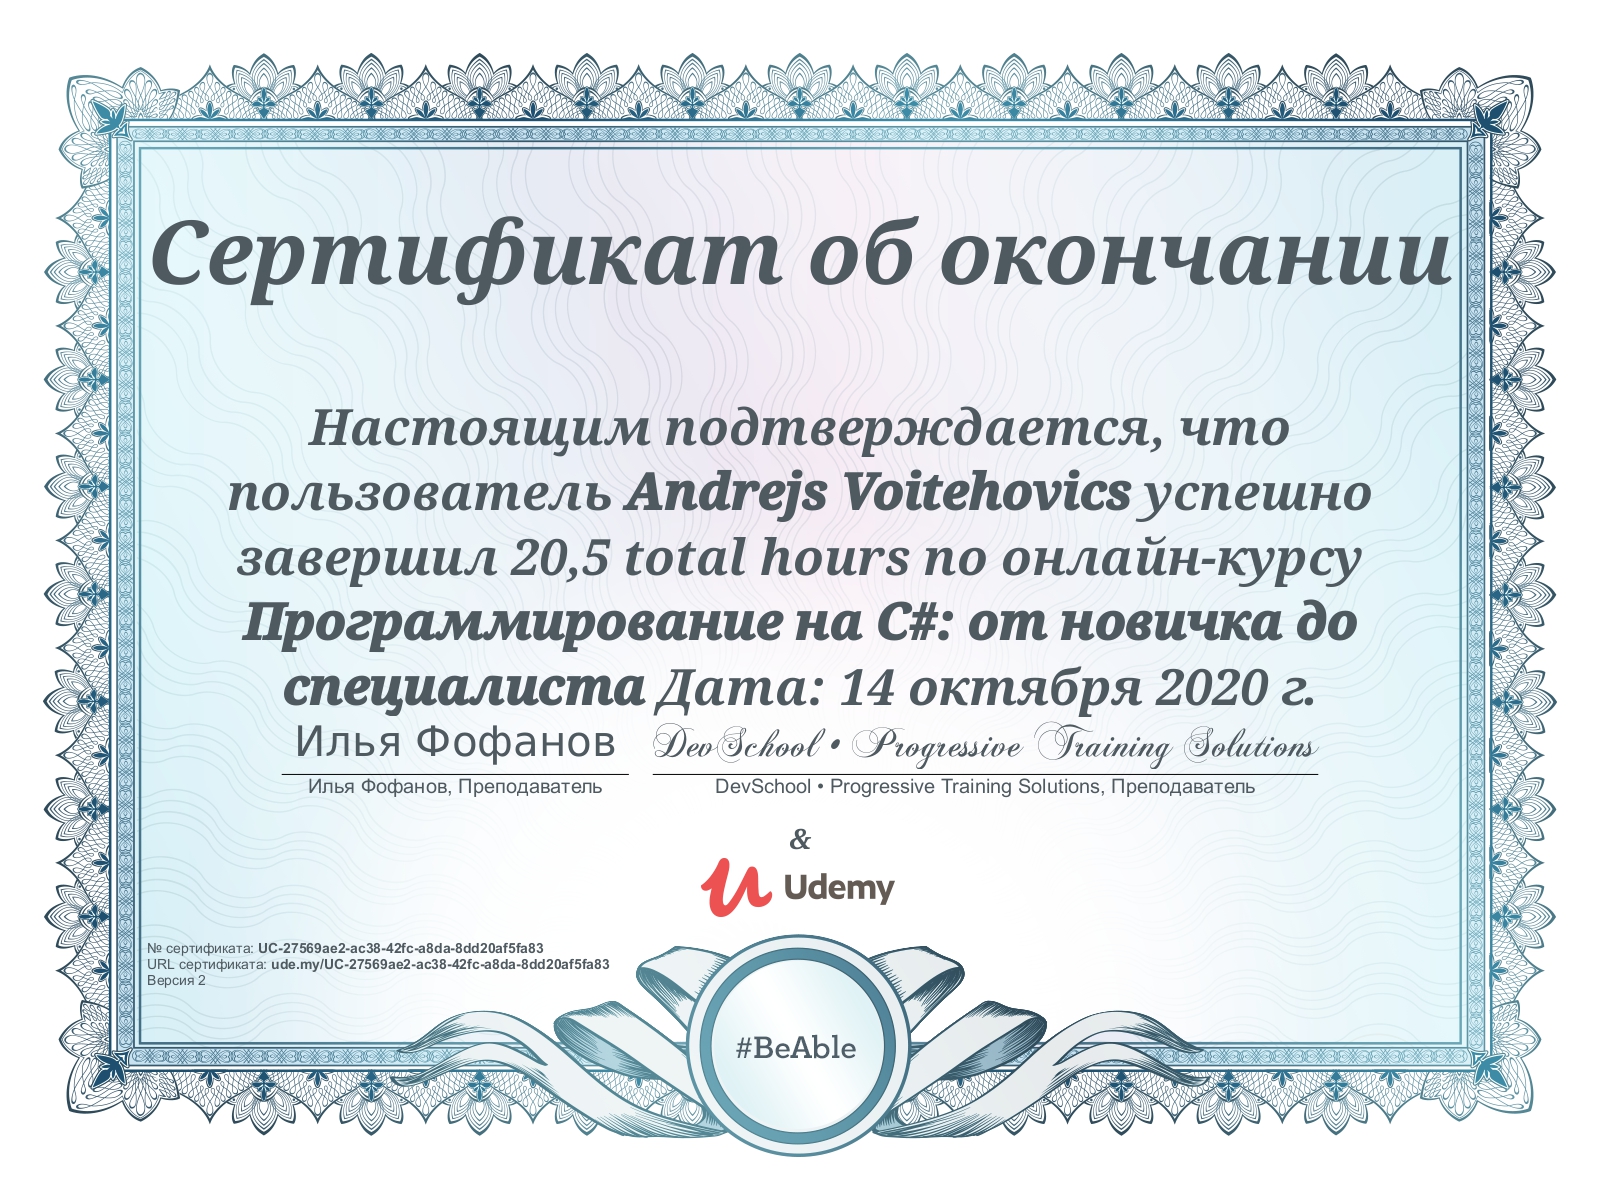 Сертификат об окончании
Настоящим подтверждается, что
пользователь Andrejs Voitehovics успешно
завершил 20,5 total hours по онлайн-курсу
Программирование на C#: от новичка до
специалиста Дата: 14 октября 2020 г.
Илья Фофанов DevSchool • Progressive Training Solutions
Илья Фофанов, Преподаватель DevSchool • Progressive Training Solutions, Преподаватель
&
Udemy
№ сертификата: UC-27569ae2-ac38-42fc-a8da-8dd20af5fa83
URL сертификата: ude.my/UC-27569ae2-ac38-42fc-a8da-8dd20af5fa83
Версия 2
#BeAble